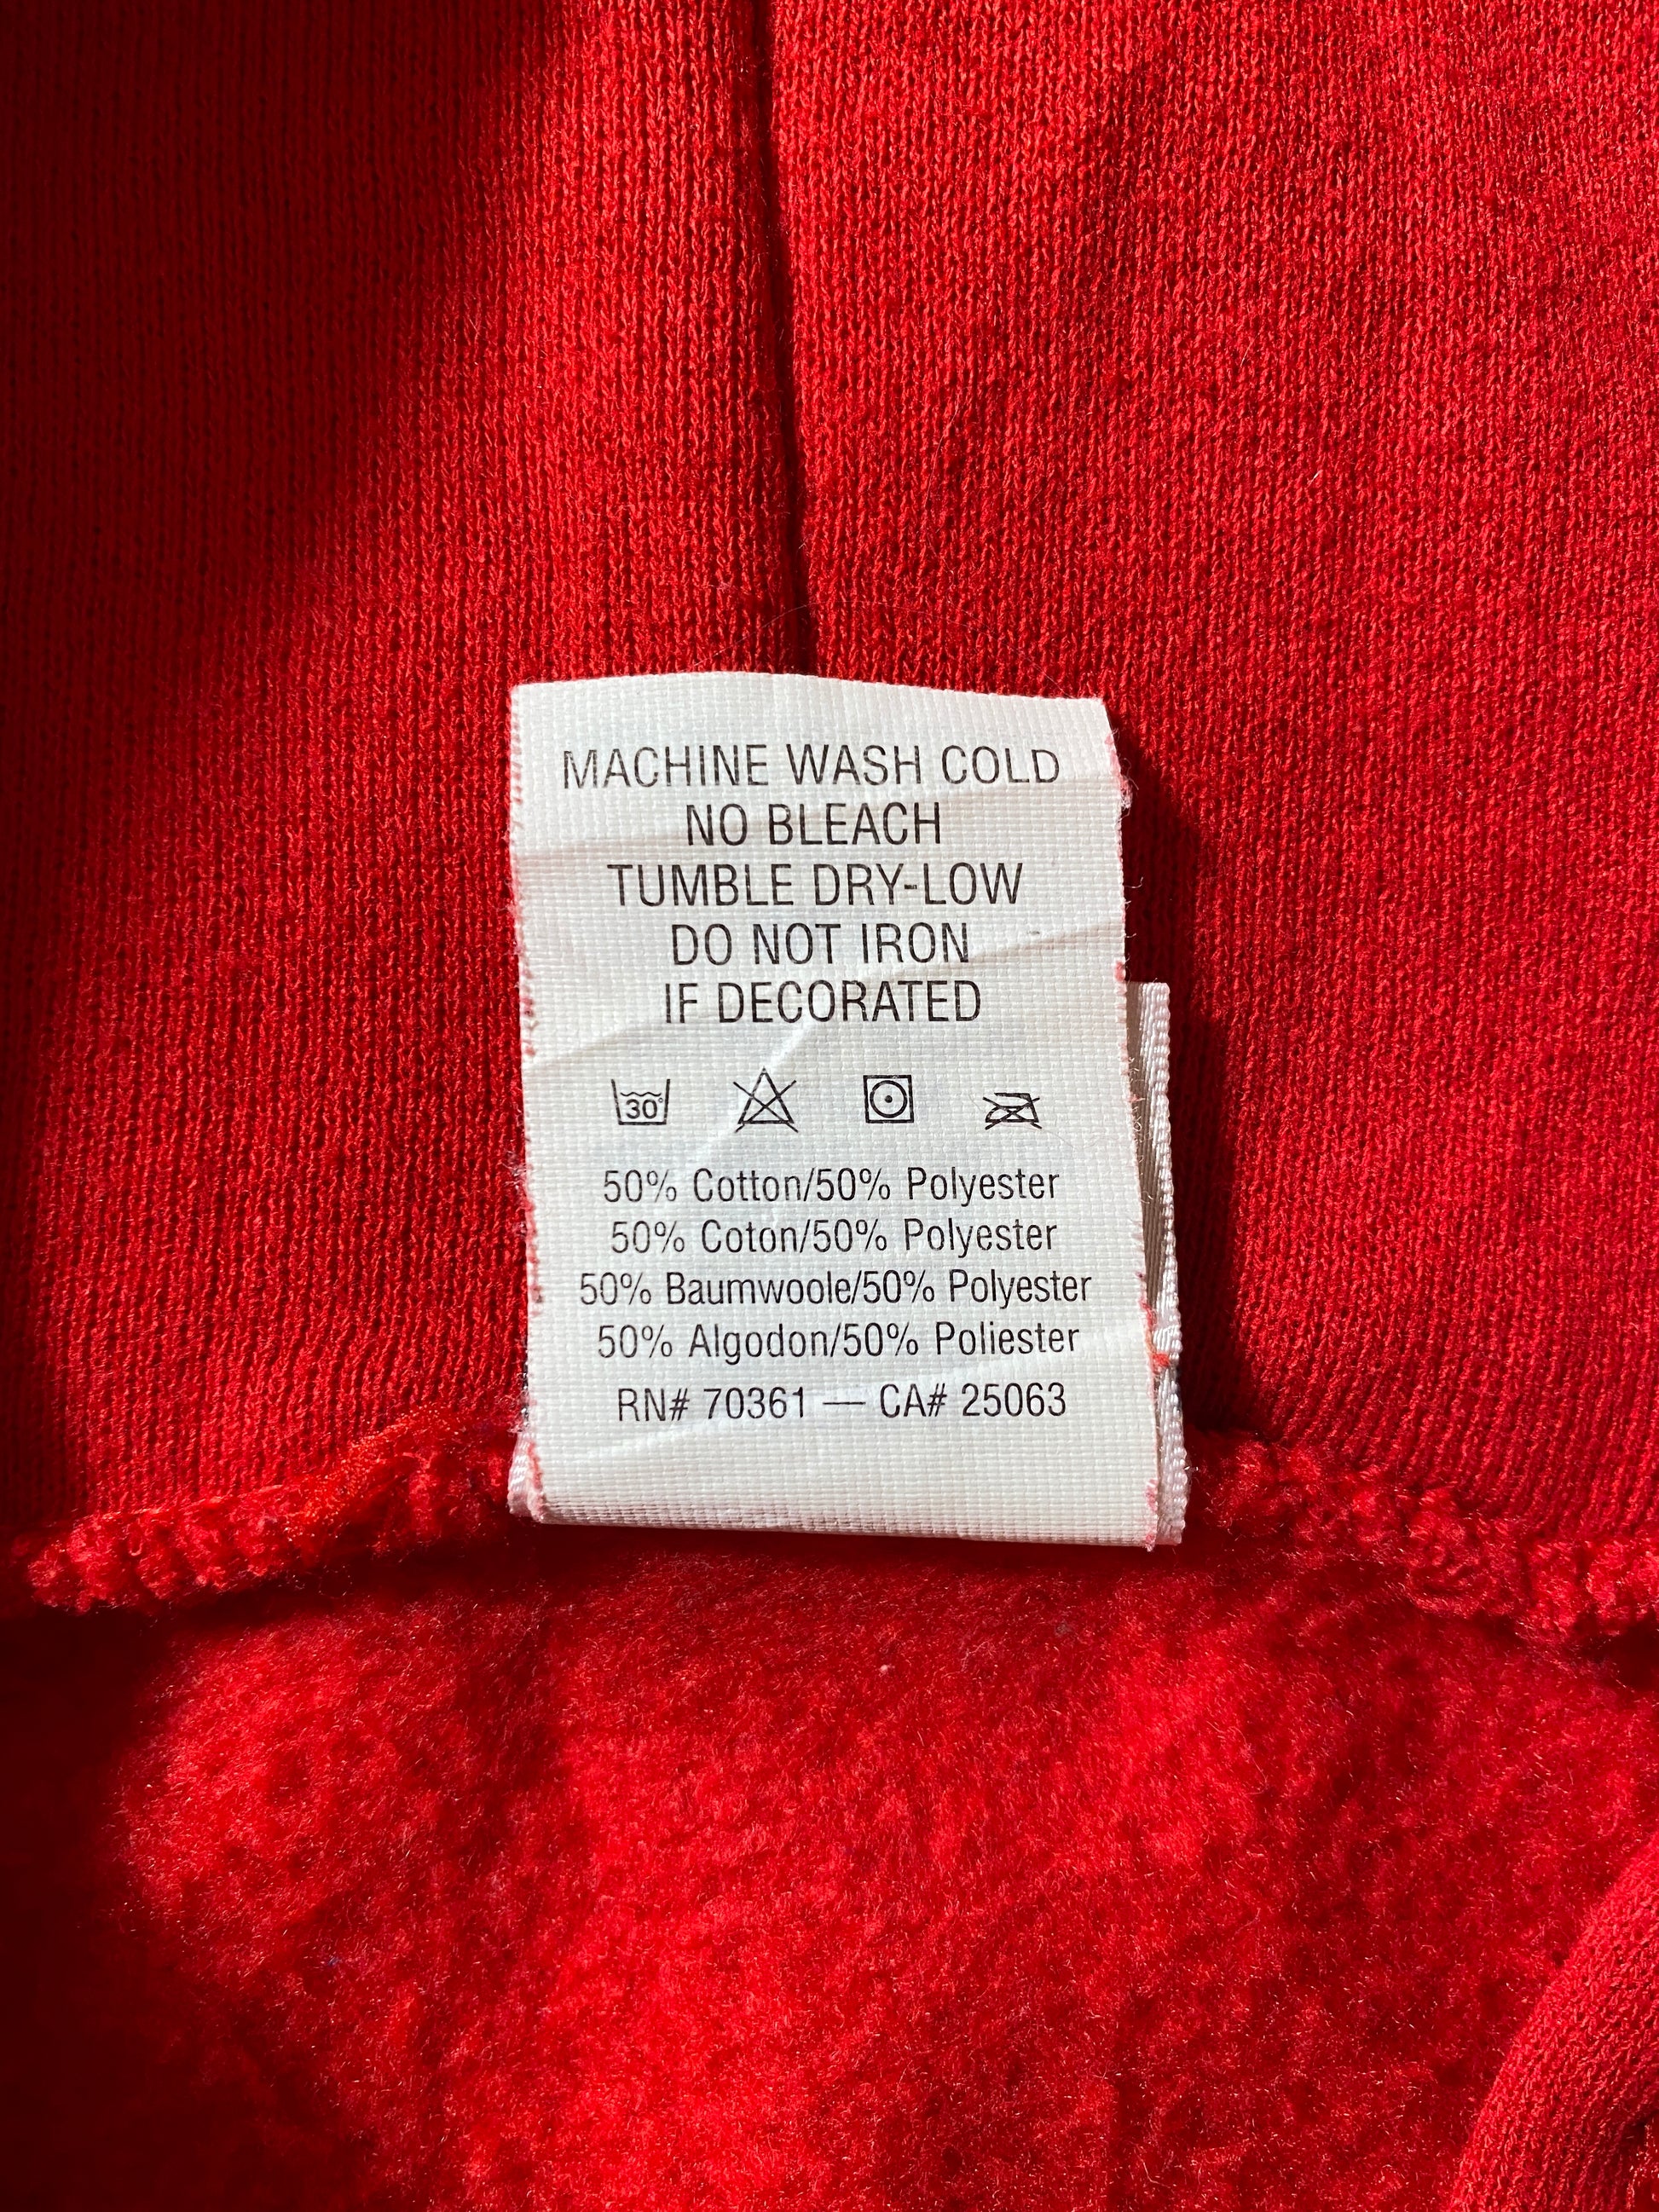 MACHINE WASH COLD
NO BLEACH
TUMBLE DRY-LOW
DO NOT IRON
IF DECORATED
30°
50% Cotton/50% Polyester
50% Coton/50% Polyester
50% Baumwoole/50% Polyester
50% Algodon/50% Poliester
RN# 70361 — CA# 25063